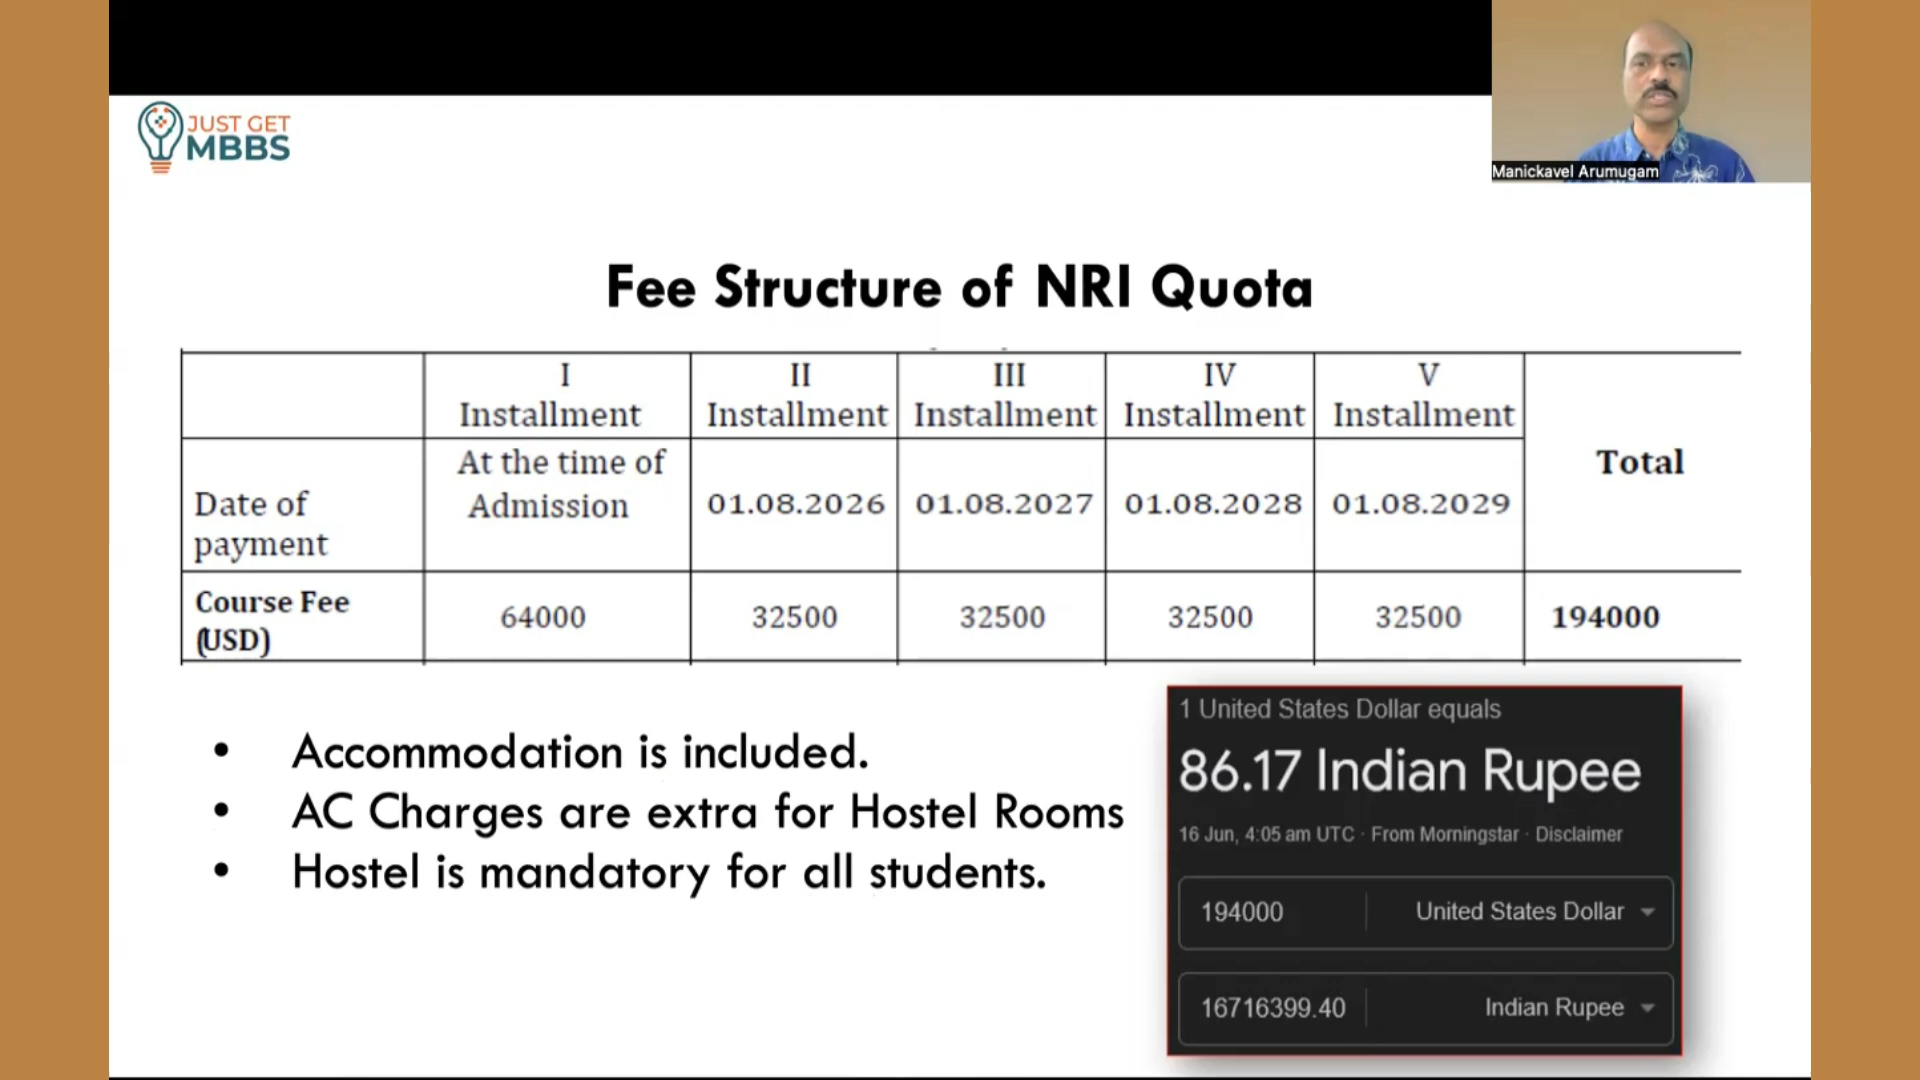 JUST GET
MBBS
Manickavel Arumugam
Fee Structure of NRI Quota
I
Installment
II
Installment
III
Installment
IV
Installment
V
Installment
Total
Date of
payment
At the time of
Admission
01.08.2026
01.08.2027
01.08.2028
01.08.2029
Course Fee
(USD)
64000
32500
32500
32500
32500
194000
• Accommodation is included.
• AC Charges are extra for Hostel Rooms
• Hostel is mandatory for all students.
1 United States Dollar equals
86.17 Indian Rupee
16 Jun, 4:05 am UTC · From Morningstar · Disclaimer
194000 United States Dollar
16716399.40 Indian Rupee